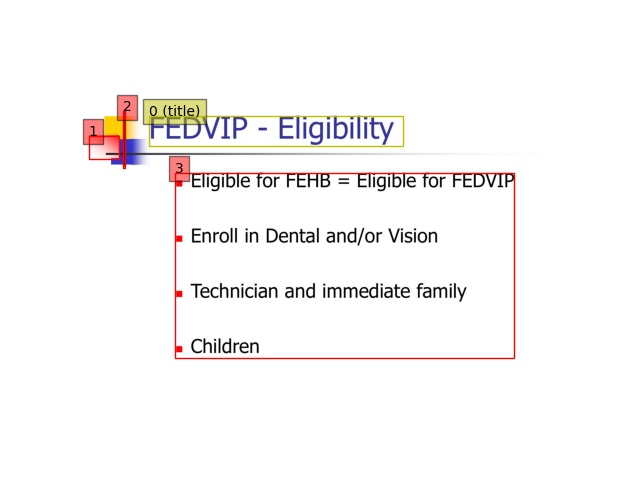 2
0 (title)
1
FEDVIP - Eligibility
3
Eligible for FEHB = Eligible for FEDVIP
Enroll in Dental and/or Vision
Technician and immediate family
Children